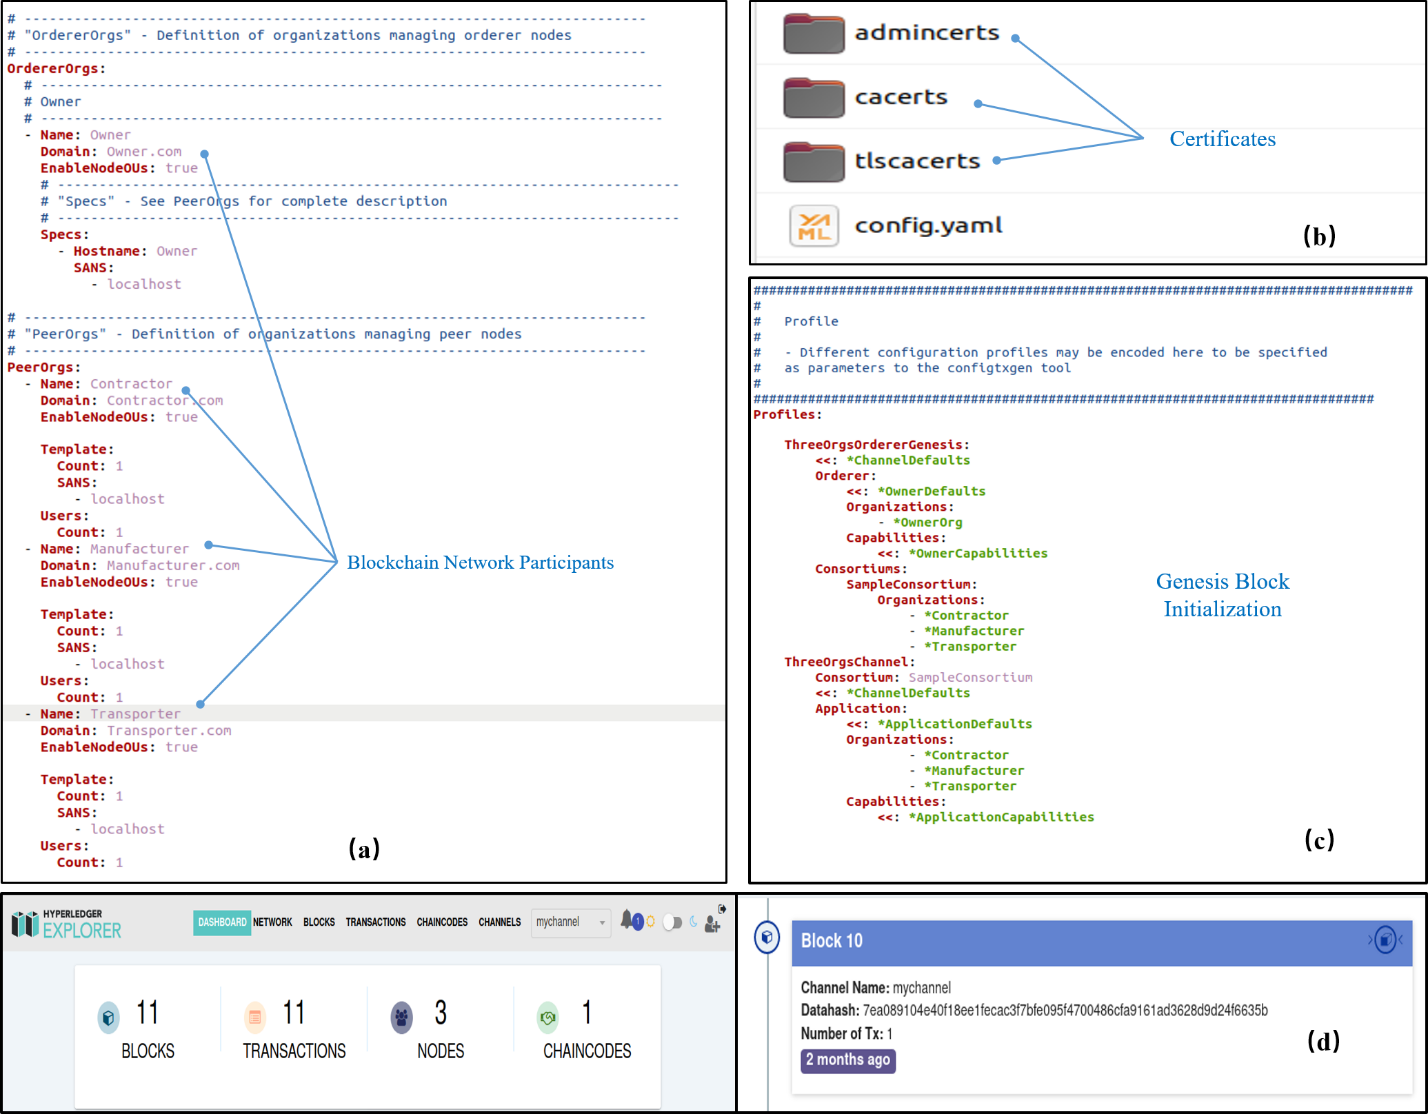 # ---------------------------------------------------------------------------
# "OrdererOrgs" - Definition of organizations managing orderer nodes
# ---------------------------------------------------------------------------
OrdererOrgs:
# ---------------------------------------------------------------------------
# Owner
# ---------------------------------------------------------------------------
- Name: Owner
Domain: Owner.com
EnableNodeOUs: true
# ---------------------------------------------------------------------------
# "Specs" - See PeerOrgs for complete description
# ---------------------------------------------------------------------------
Specs:
- Hostname: Owner
SANS:
- localhost
# ---------------------------------------------------------------------------
# "PeerOrgs" - Definition of organizations managing peer nodes
# ---------------------------------------------------------------------------
PeerOrgs:
- Name: Contractor
Domain: Contractor.com
EnableNodeOUs: true
Template:
Count: 1
SANS:
- localhost
Users:
Count: 1
- Name: Manufacturer
Domain: Manufacturer.com
EnableNodeOUs: true
Template:
Count: 1
SANS:
- localhost
Users:
Count: 1
- Name: Transporter
Domain: Transporter.com
EnableNodeOUs: true
Template:
Count: 1
SANS:
- localhost
Users:
Count: 1
Blockchain Network Participants
(a)
admincerts
cacerts
tlscacerts
YAML
config.yaml
Certificates
(b)
#####################################################################################
#
# Profile
#
# - Different configuration profiles may be encoded here to be specified
# as parameters to the configtxgen tool
#
################################################################################
Profiles:
ThreeOrgsOrdererGenesis:
<<: *ChannelDefaults
Orderer:
<<: *OwnerDefaults
Organizations:
- *OwnerOrg
Capabilities:
<<: *OwnerCapabilities
Consortiums:
SampleConsortium:
Organizations:
- *Contractor
- *Manufacturer
- *Transporter
ThreeOrgsChannel:
Consortium: SampleConsortium
<<: *ChannelDefaults
Application:
<<: *ApplicationDefaults
Organizations:
- *Contractor
- *Manufacturer
- *Transporter
Capabilities:
<<: *ApplicationCapabilities
Genesis Block
Initialization
(c)
HYPERLEDGER
EXPLORER
DASHBOARD NETWORK BLOCKS TRANSACTIONS CHAINCODES CHANNELS mychannel 1
11 11 3 1
BLOCKS TRANSACTIONS NODES CHAINCODES
Block 10
Channel Name: mychannel
Datahash: 7ea089104e40f18ee1fecac3f7bfe095f4700486cfa9161ad3628d9d24f6635b
Number of Tx: 1
2 months ago
(d)